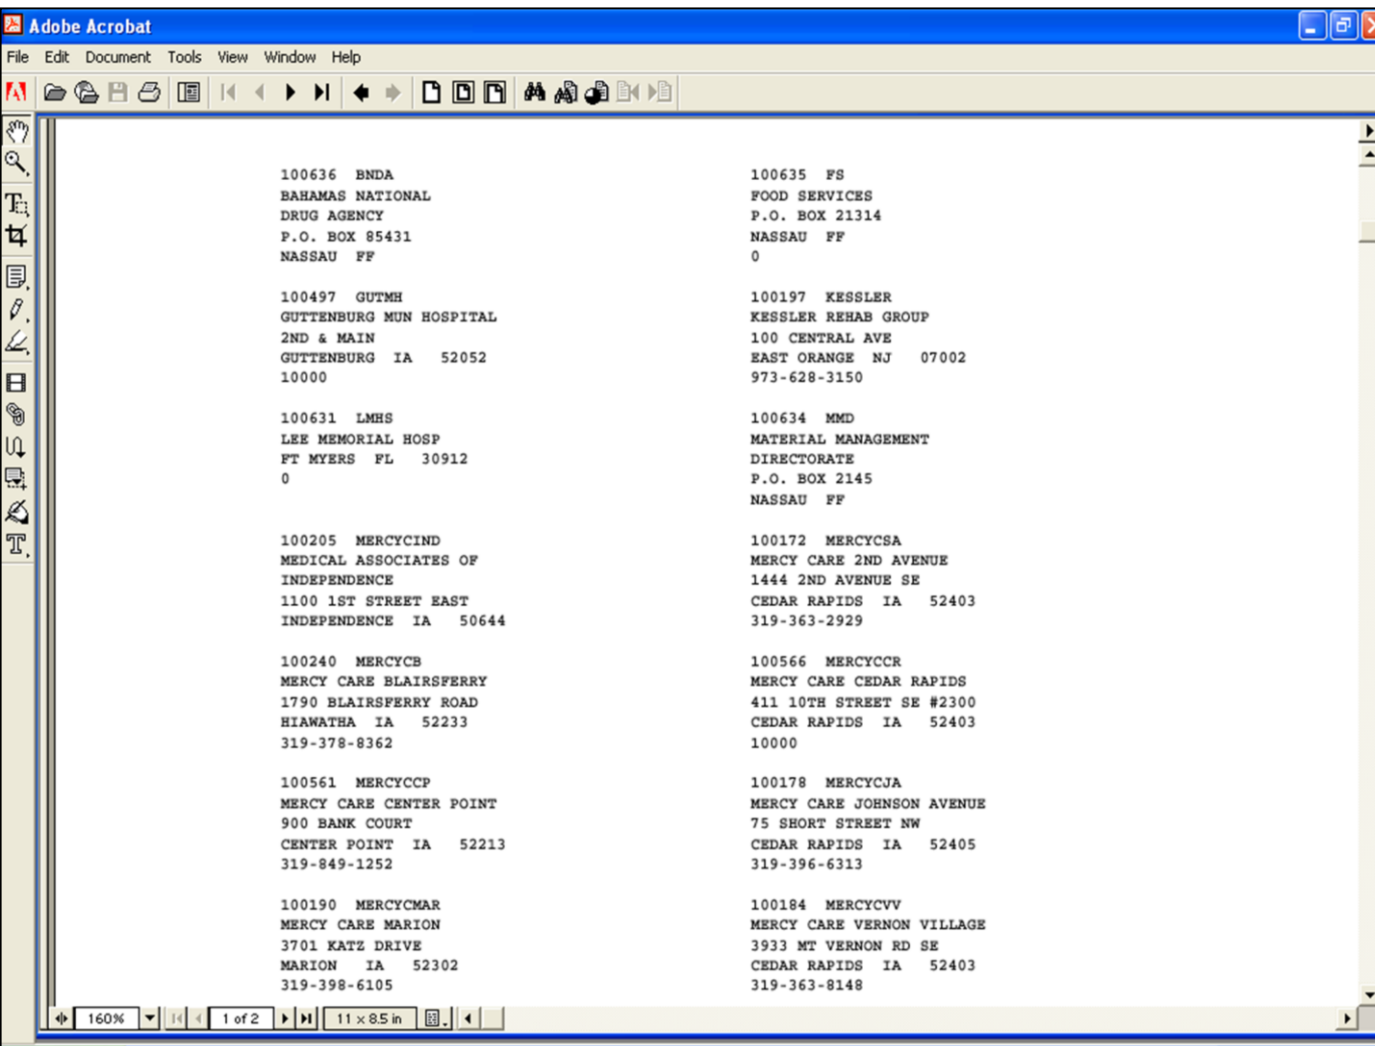 Adobe Acrobat
File Edit Document Tools View Window Help
100636 BNDA
BAHAMAS NATIONAL
DRUG AGENCY
P.O. BOX 85431
NASSAU FF
100635 FS
FOOD SERVICES
P.O. BOX 21314
NASSAU FF
0
100497 GUTMH
GUTTENBURG MUN HOSPITAL
2ND & MAIN
GUTTENBURG IA 52052
10000
100197 KESSLER
KESSLER REHAB GROUP
100 CENTRAL AVE
EAST ORANGE NJ 07002
973-628-3150
100631 LMHS
LEE MEMORIAL HOSP
FT MYERS FL 30912
0
100634 MMD
MATERIAL MANAGEMENT
DIRECTORATE
P.O. BOX 2145
NASSAU FF
100205 MERCYCIND
MEDICAL ASSOCIATES OF
INDEPENDENCE
1100 1ST STREET EAST
INDEPENDENCE IA 50644
100172 MERCYCSA
MERCY CARE 2ND AVENUE
1444 2ND AVENUE SE
CEDAR RAPIDS IA 52403
319-363-2929
100240 MERCYCB
MERCY CARE BLAIRSFERRY
1790 BLAIRSFERRY ROAD
HIAWATHA IA 52233
319-378-8362
100566 MERCYCCR
MERCY CARE CEDAR RAPIDS
411 10TH STREET SE #2300
CEDAR RAPIDS IA 52403
10000
100561 MERCYCCP
MERCY CARE CENTER POINT
900 BANK COURT
CENTER POINT IA 52213
319-849-1252
100178 MERCYCJA
MERCY CARE JOHNSON AVENUE
75 SHORT STREET NW
CEDAR RAPIDS IA 52405
319-396-6313
100190 MERCYCMAR
MERCY CARE MARION
3701 KATZ DRIVE
MARION IA 52302
319-398-6105
100184 MERCYCVV
MERCY CARE VERNON VILLAGE
3933 MT VERNON RD SE
CEDAR RAPIDS IA 52403
319-363-8148
160% 1 of 2 11 x 8.5 in